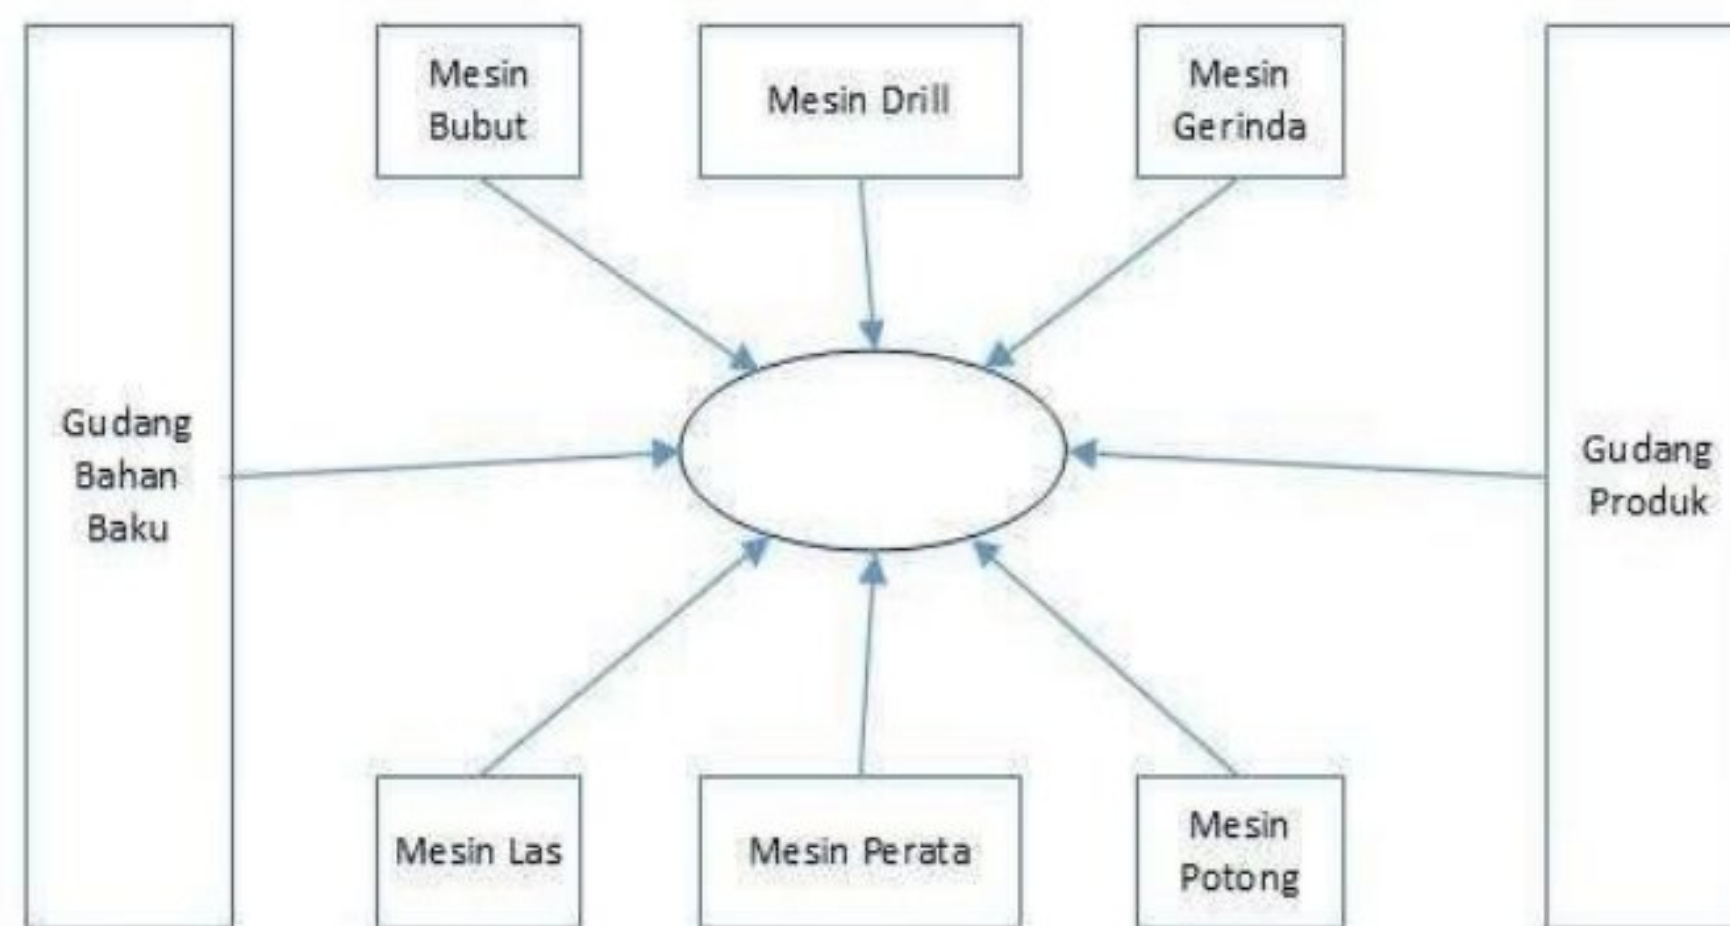 Mesin
Bubut
Mesin Drill
Mesin
Gerinda
Gudang
Bahan
Baku
Gudang
Produk
Mesin Las
Mesin Perata
Mesin
Potong